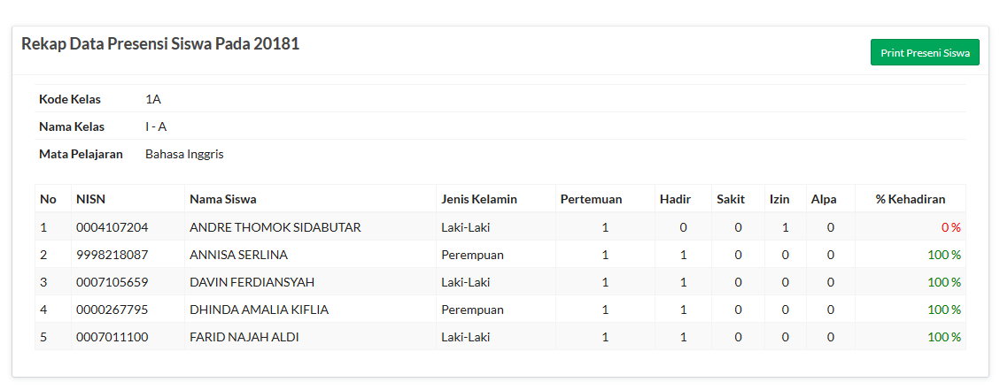 Rekap Data Presensi Siswa Pada 20181
Print Preseni Siswa
Kode Kelas 1A
Nama Kelas I - A
Mata Pelajaran Bahasa Inggris
No NISN Nama Siswa Jenis Kelamin Pertemuan Hadir Sakit Izin Alpa % Kehadiran
1 0004107204 ANDRE THOMOK SIDABUTAR Laki-Laki 1 0 0 1 0 0 %
2 9998218087 ANNISA SERLINA Perempuan 1 1 0 0 0 100 %
3 0007105659 DAVIN FERDIANSYAH Laki-Laki 1 1 0 0 0 100 %
4 0000267795 DHINDA AMALIA KIFLIA Perempuan 1 1 0 0 0 100 %
5 0007011100 FARID NAJAH ALDI Laki-Laki 1 1 0 0 0 100 %